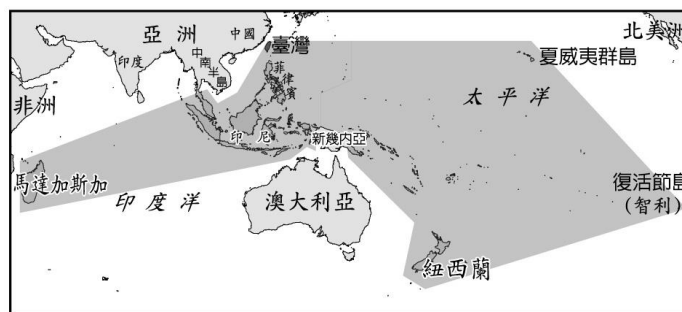 亞洲
中國
北美洲
臺灣
夏威夷群島
印度
中南半島
菲律賓
非洲
太平洋
印尼
新幾內亞
馬達加斯加
印度洋
澳大利亞
復活節島
(智利)
紐西蘭